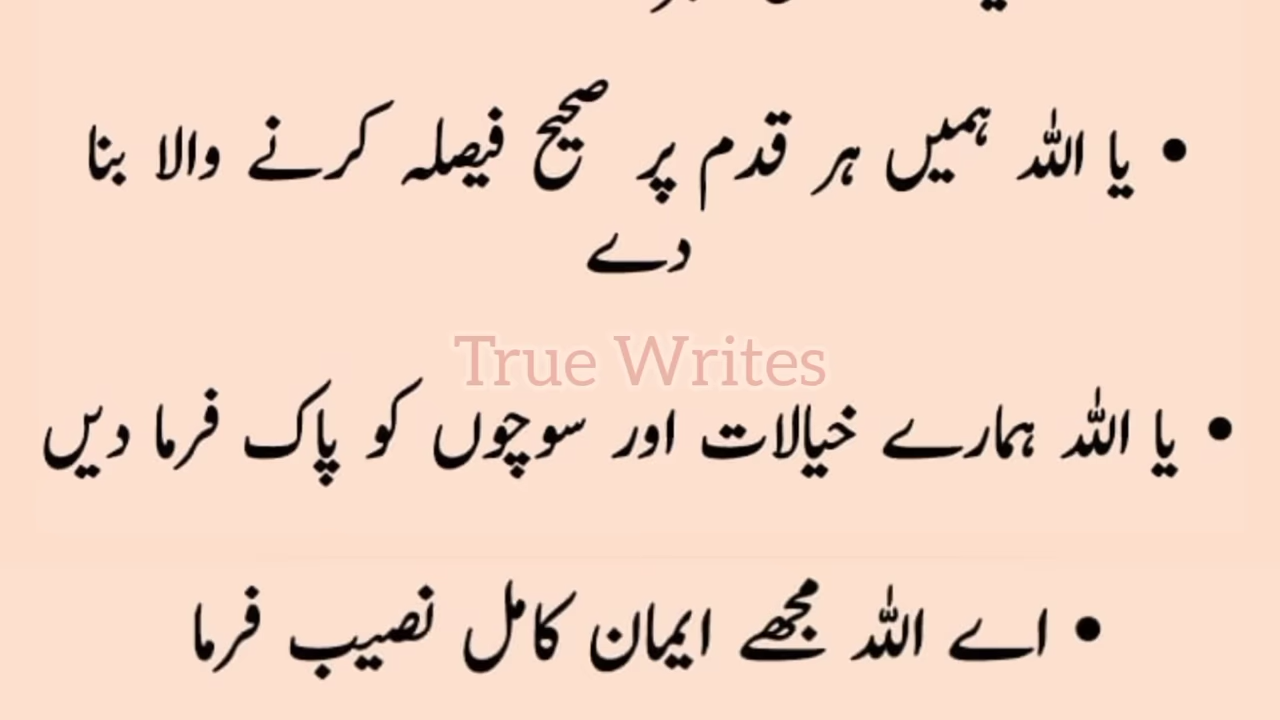 • یا اللہ ہمیں ہر قدم پر صحیح فیصلہ کرنے والا بنا
دے
True Writes
• یا اللہ ہمارے خیالات اور سوچوں کو پاک فرما دیں
• اے اللہ مجھے ایمان کامل نصیب فرما